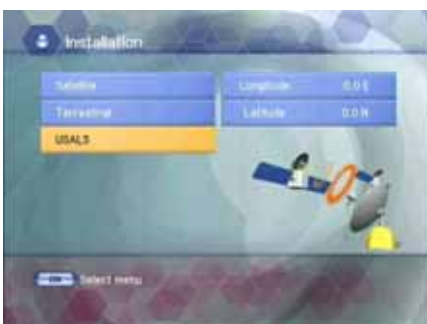 Installation
Satellite
Longitude 0.0 E
Terrestrial
Latitude 0.0 N
USALS
Select menu